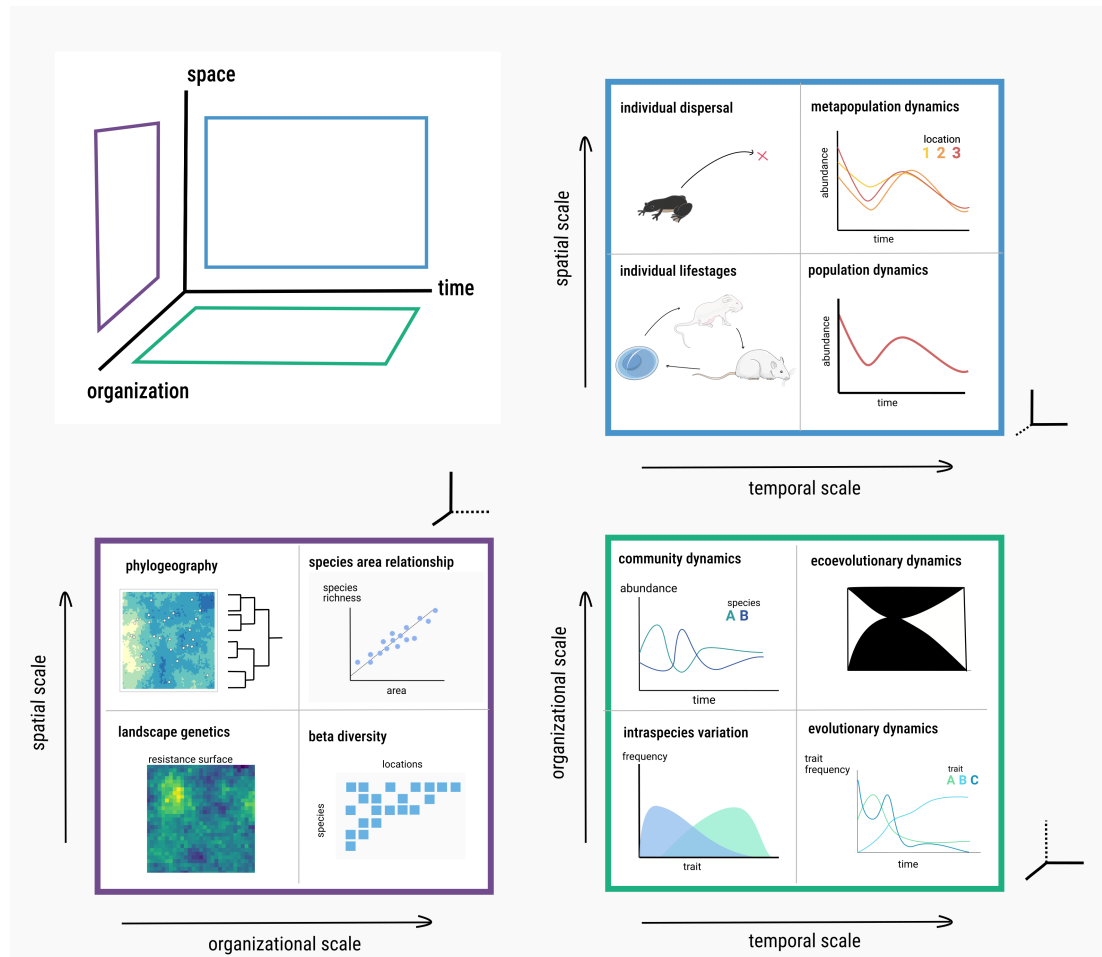 space
time
organization
spatial scale
individual dispersal
metapopulation dynamics
location
1 2 3
abundance
time
individual lifestages
population dynamics
abundance
time
temporal scale
spatial scale
phylogeography
species area relationship
species
richness
area
landscape genetics
resistance surface
beta diversity
locations
species
organizational scale
organizational scale
community dynamics
abundance
species
A B
time
ecoevolutionary dynamics
intraspecies variation
frequency
trait
evolutionary dynamics
trait
frequency
trait
A B C
time
temporal scale